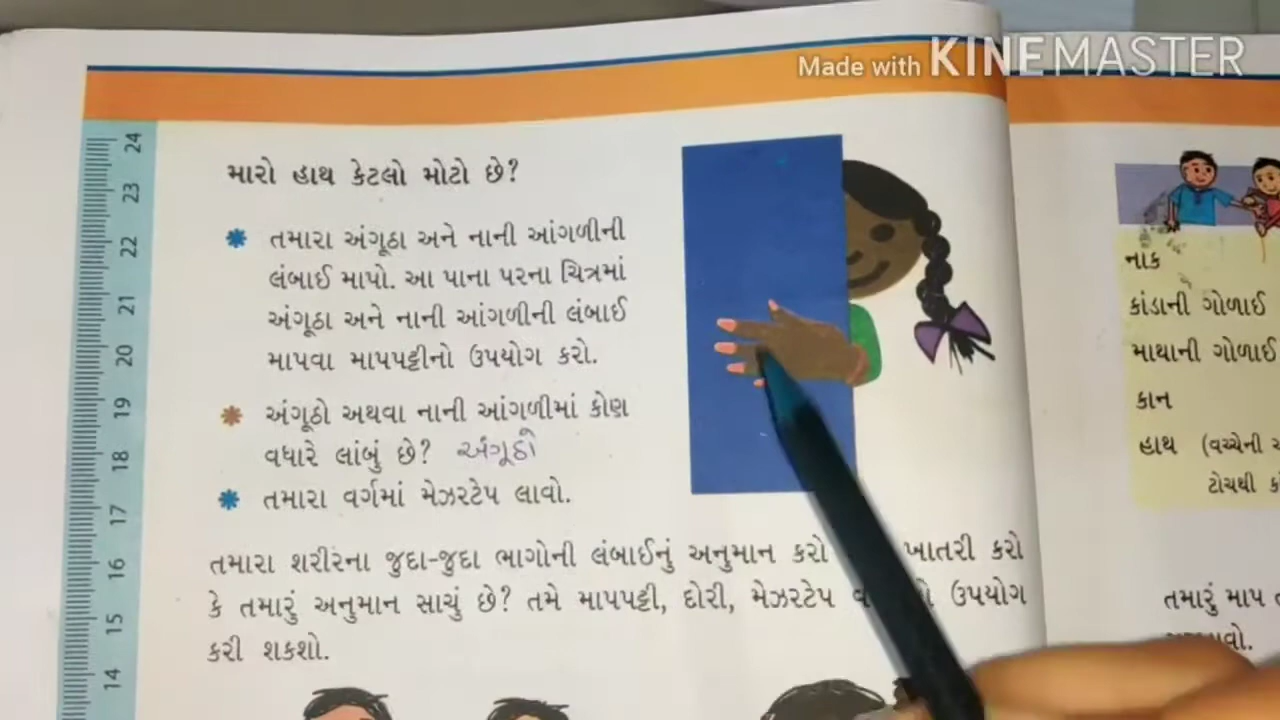 Made with KINEMASTER
24
23
22
21
20
19
18
17
16
15
14
મારો હાથ કેટલો મોટો છે?
તમારા અંગૂઠા અને નાની આંગળીની
લંબાઈ માપો. આ પાના પરના ચિત્રમાં
અંગૂઠા અને નાની આંગળીની લંબાઈ
માપવા માપપટ્ટીનો ઉપયોગ કરો.
અંગૂઠો અથવા નાની આંગળીમાં કોણ
વધારે લાંબું છે? અંગૂઠો
તમારા વર્ગમાં મેઝરટેપ લાવો.
તમારા શરીરના જુદા-જુદા ભાગોની લંબાઈનું અનુમાન કરો ખાતરી કરો
કે તમારું અનુમાન સાચું છે? તમે માપપટ્ટી, દોરી, મેઝરટેપ ઉપયોગ
કરી શકશો.
નાક
કાંડાની ગોળાઈ
માથાની ગોળાઈ
કાન
હાથ (વચ્ચેની
ટોચથી
તમારું માપ